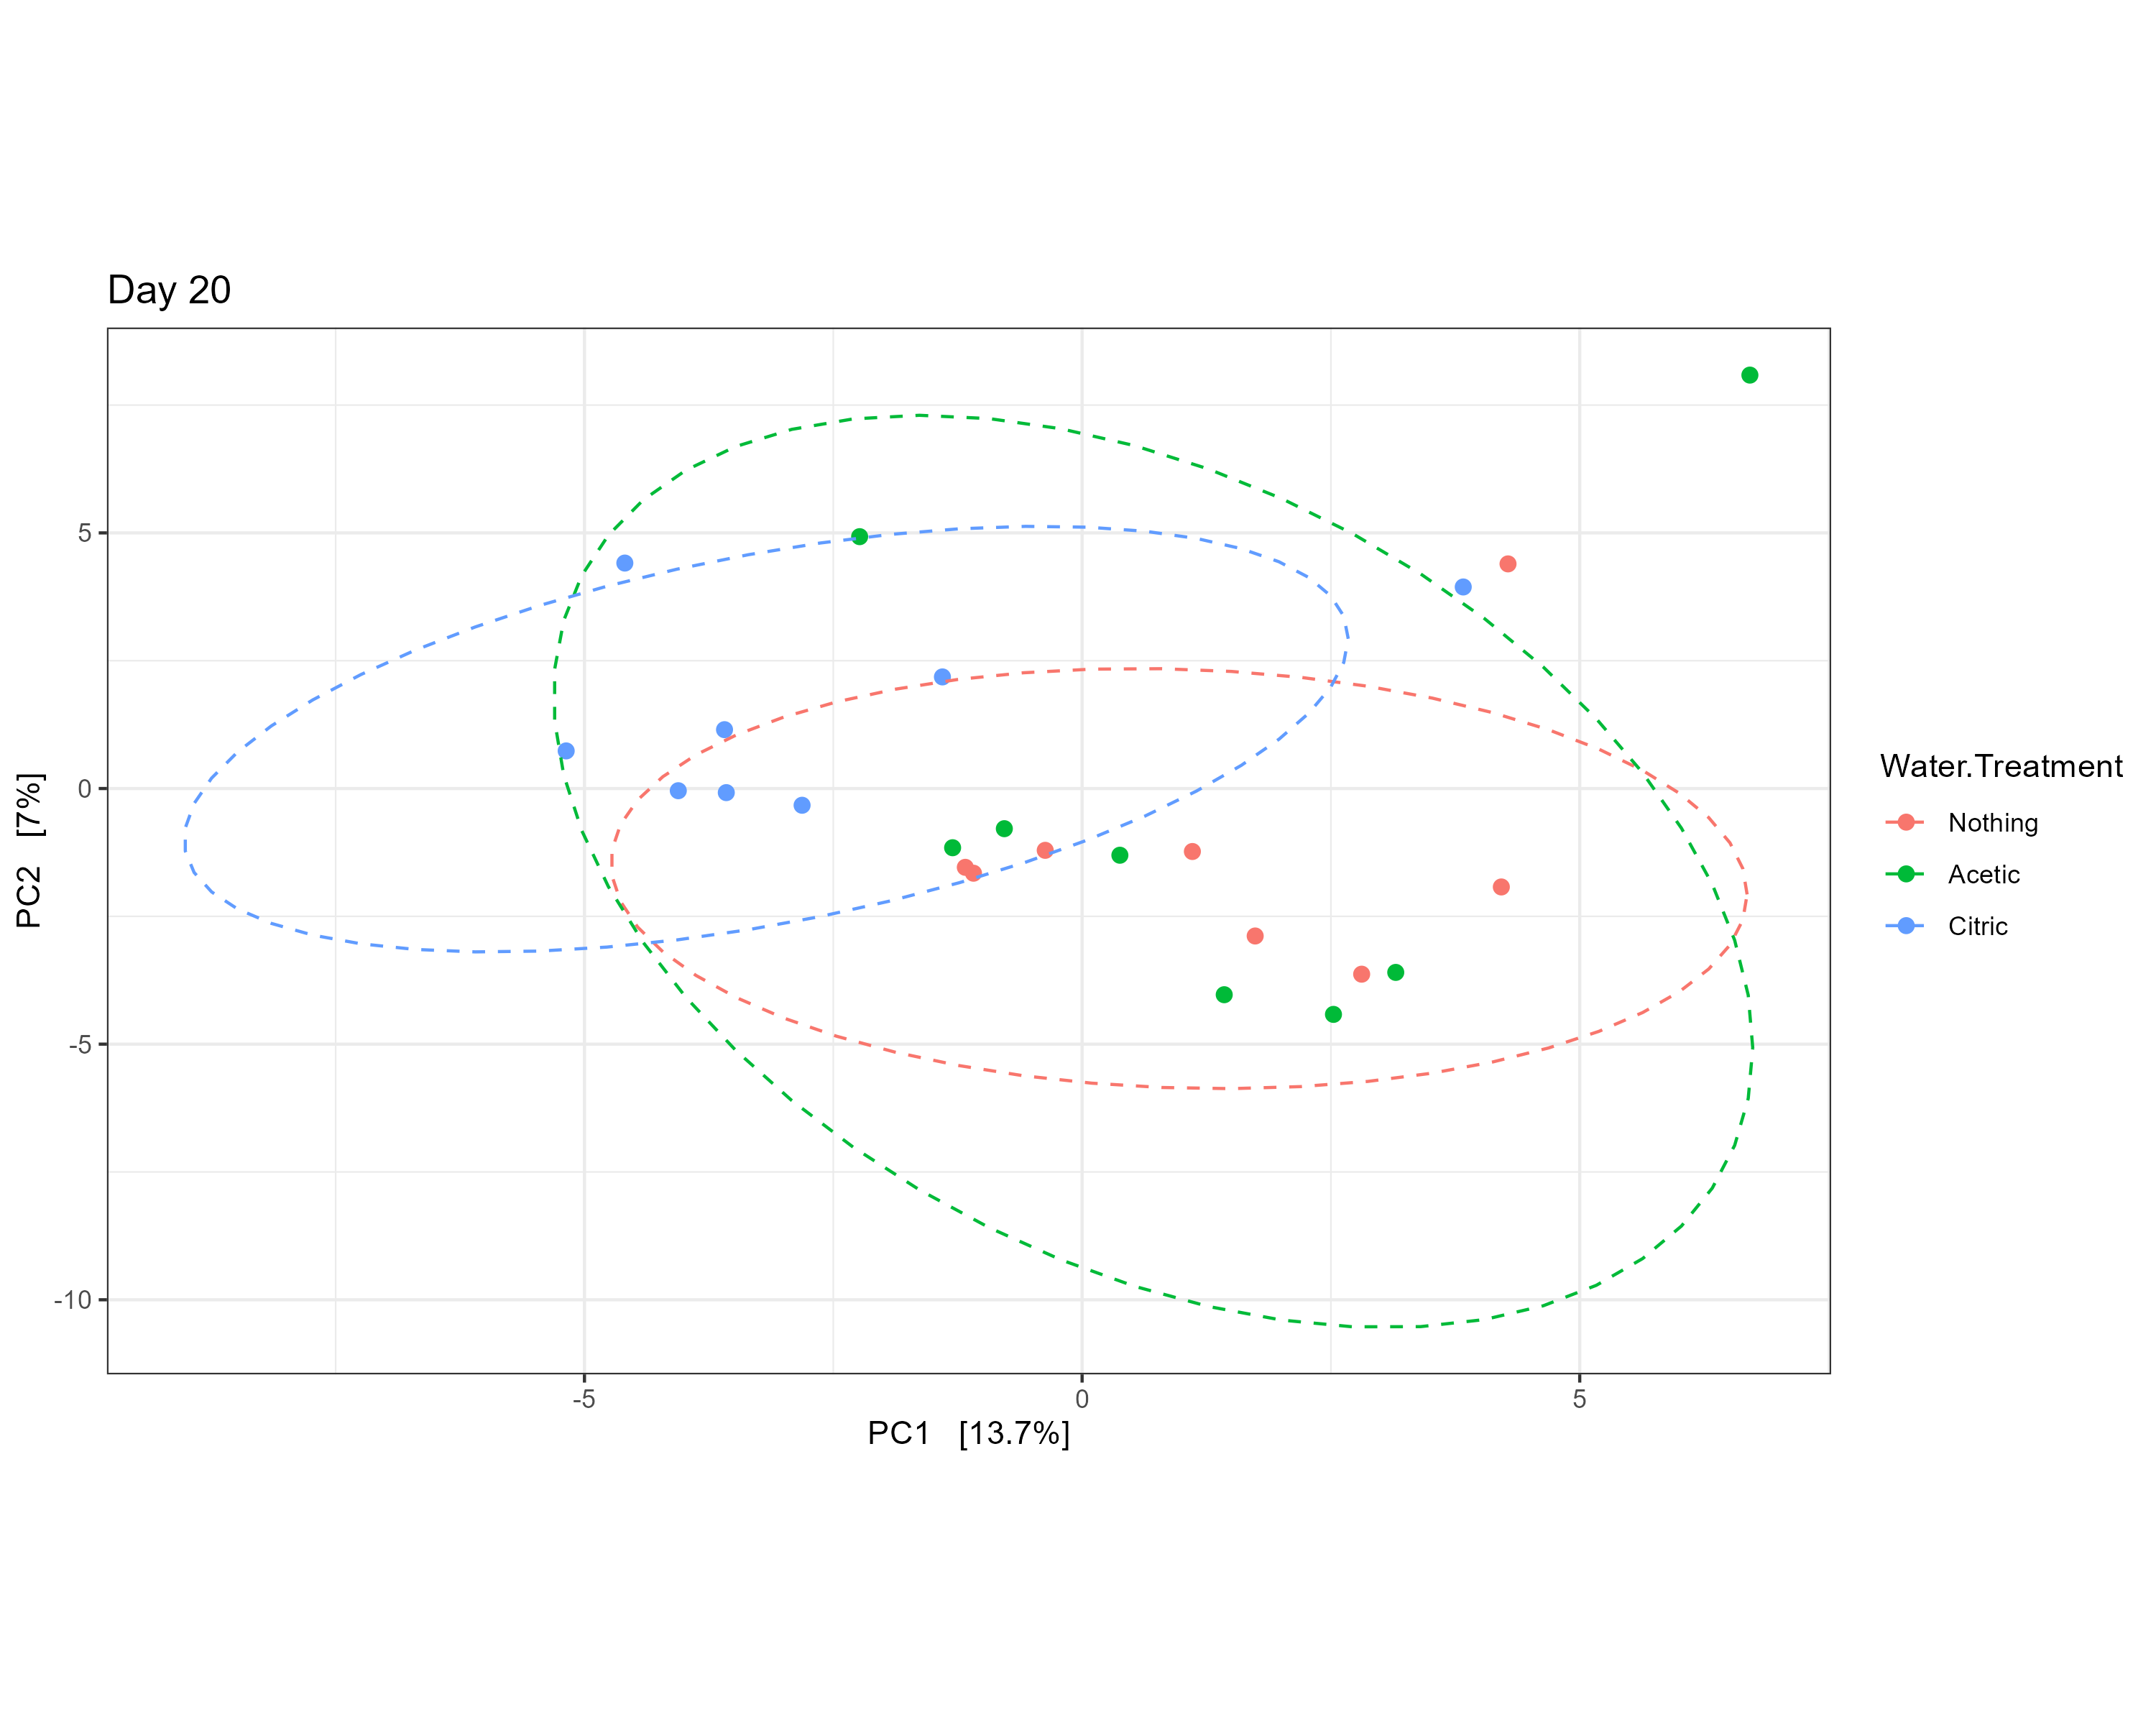 Day 20
PC2 [7%]
5
0
-5
-10
-5
0
5
PC1 [13.7%]
Water.Treatment
Nothing
Acetic
Citric